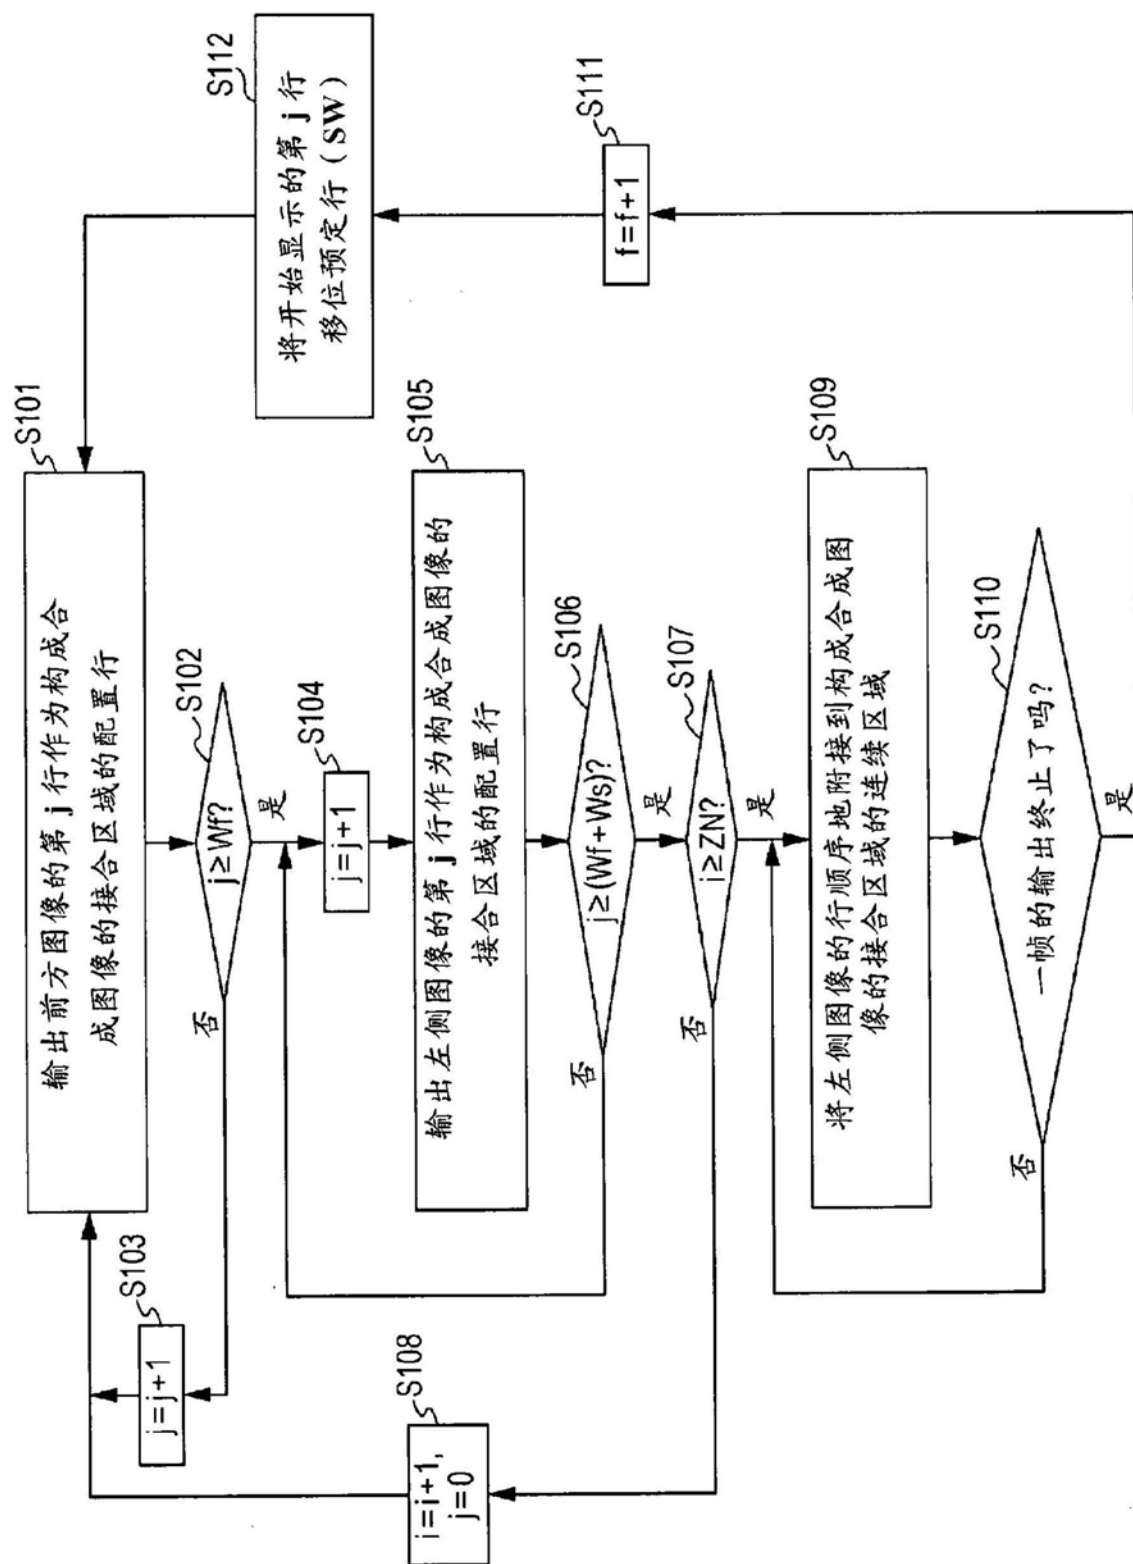 S101
输出前方图像的第 j 行作为构成合
成图像的接合区域的配置行
S102
j≥Wf?
否
是
S103
j=j+1
S104
j=j+1
S105
输出左侧图像的第 j 行作为构成合成图像的
接合区域的配置行
S106
j≥(Wf+Ws)?
否
是
S107
i≥ZN?
否
是
S108
i=i+1,
j=0
S109
将左侧图像的行顺序地附接到构成合成图
像的接合区域的连续区域
S110
一帧的输出终止了吗?
否
是
S111
f=f+1
S112
将开始显示的第 j 行
移位预定行(SW)